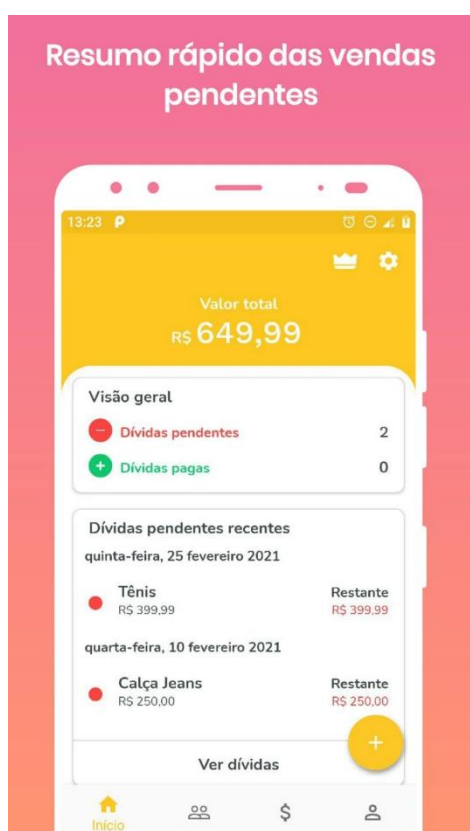 Resumo rápido das vendas
pendentes
13:23 P
Valor total
R$ 649,99
Visão geral
Dívidas pendentes 2
Dívidas pagas 0
Dívidas pendentes recentes
quinta-feira, 25 fevereiro 2021
Tênis Restante
R$ 399,99 R$ 399,99
quarta-feira, 10 fevereiro 2021
Calça Jeans Restante
R$ 250,00 R$ 250,00
Ver dívidas
Início